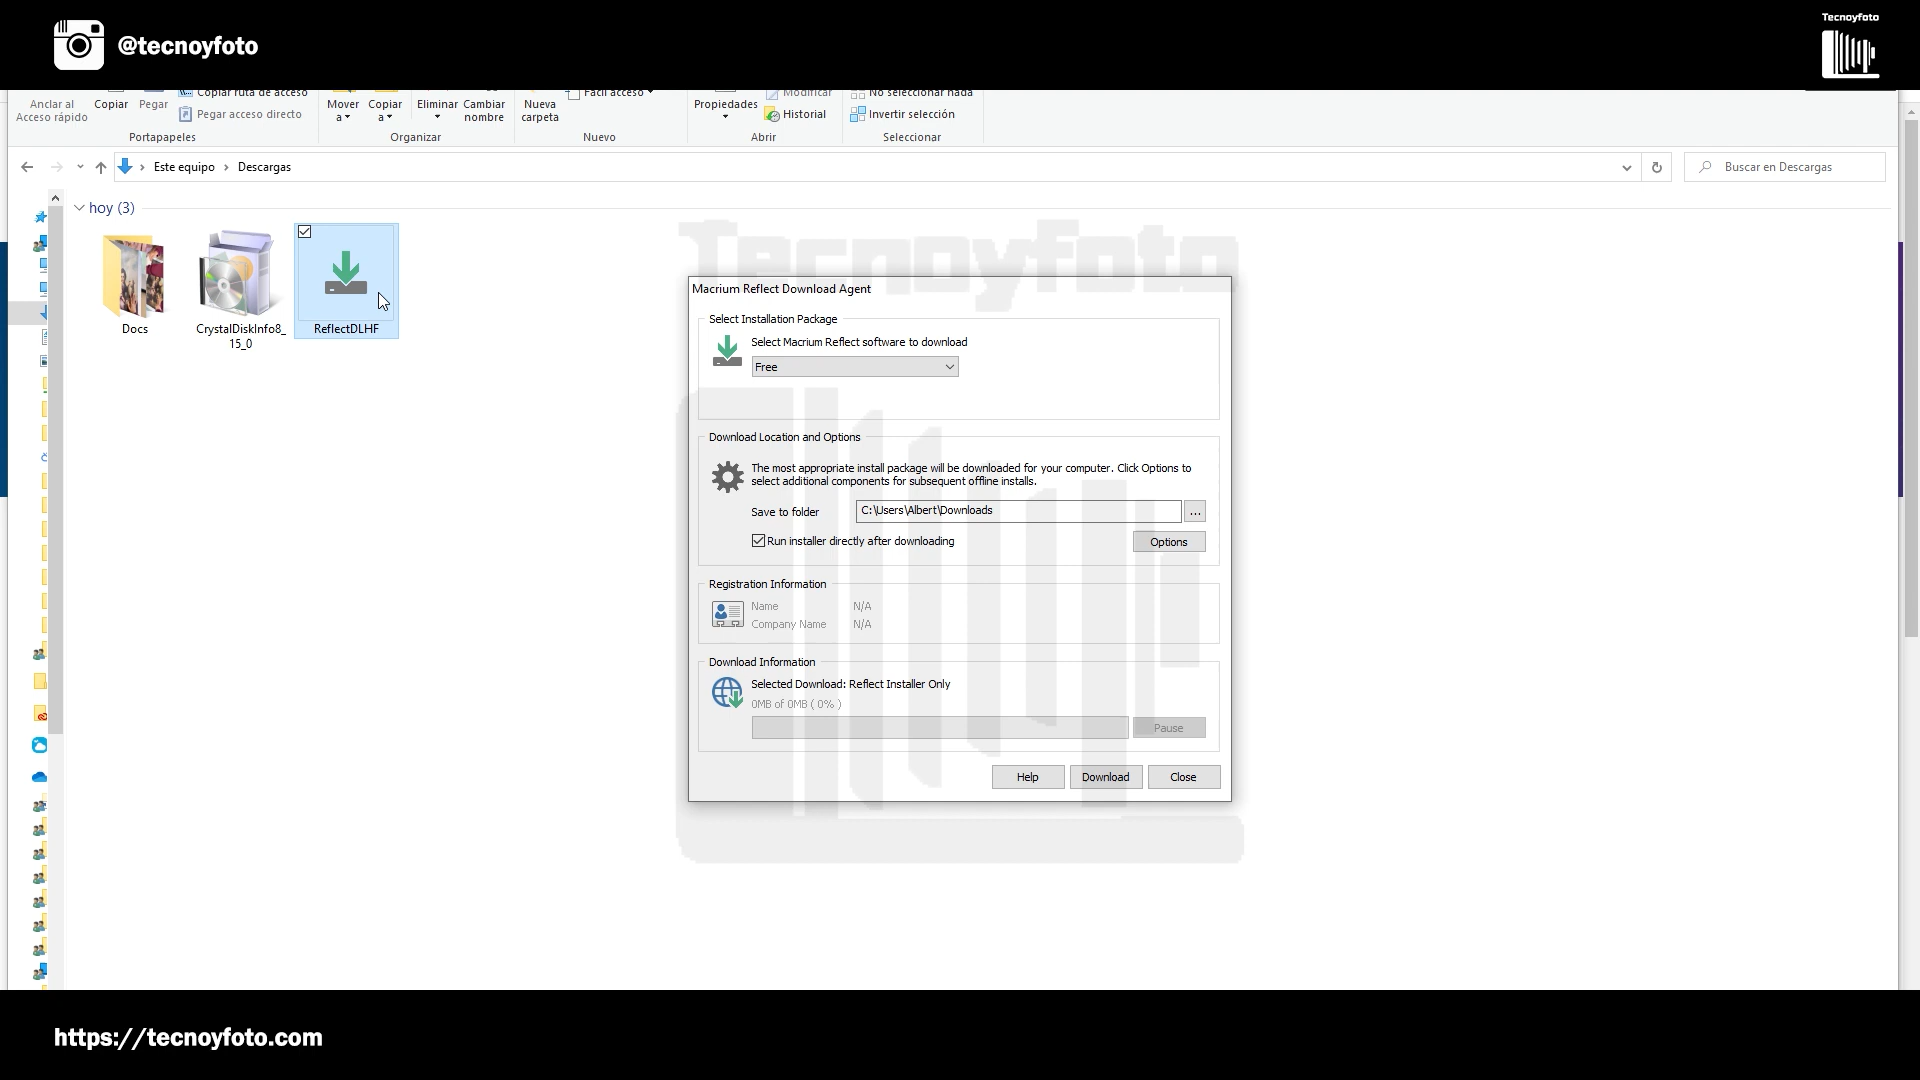 @tecnoyfoto
Tecnoyfoto
Anclar al
Acceso rápido
Copiar
Pegar
Copiar ruta de acceso
Pegar acceso directo
Portapapeles
Mover
a
Copiar
a
Eliminar
Cambiar
nombre
Organizar
Nueva
carpeta
Fácil acceso
Nuevo
Propiedades
Modificar
Historial
Abrir
No seleccionar nada
Invertir selección
Seleccionar
Este equipo > Descargas
Buscar en Descargas
hoy (3)
Docs
CrystalDiskInfo8_
15_0
ReflectDLHF
Tecnoyfoto
Macrium Reflect Download Agent
Select Installation Package
Select Macrium Reflect software to download
Free
Download Location and Options
The most appropriate install package will be downloaded for your computer. Click Options to
select additional components for subsequent offline installs.
Save to folder
C:\Users\Albert\Downloads
...
Run installer directly after downloading
Options
Registration Information
Name N/A
Company Name N/A
Download Information
Selected Download: Reflect Installer Only
0MB of 0MB ( 0% )
Pause
Help
Download
Close
https://tecnoyfoto.com